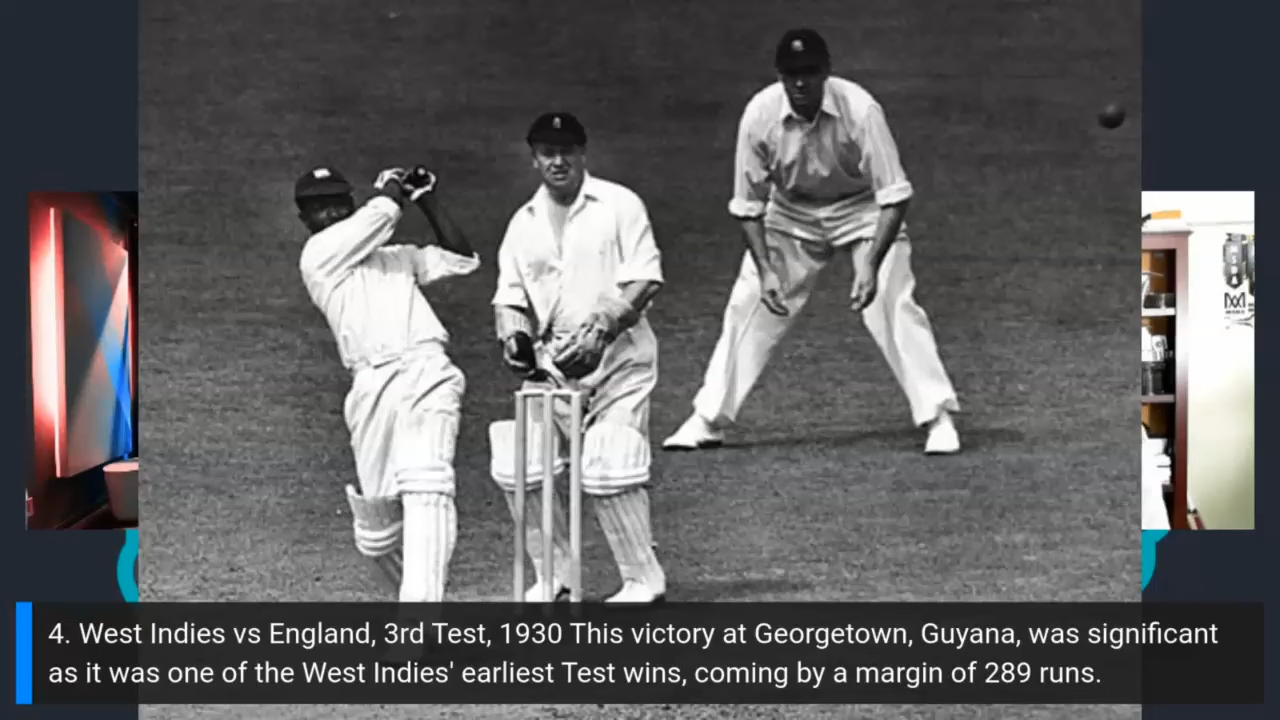 4. West Indies vs England, 3rd Test, 1930 This victory at Georgetown, Guyana, was significant
as it was one of the West Indies' earliest Test wins, coming by a margin of 289 runs.